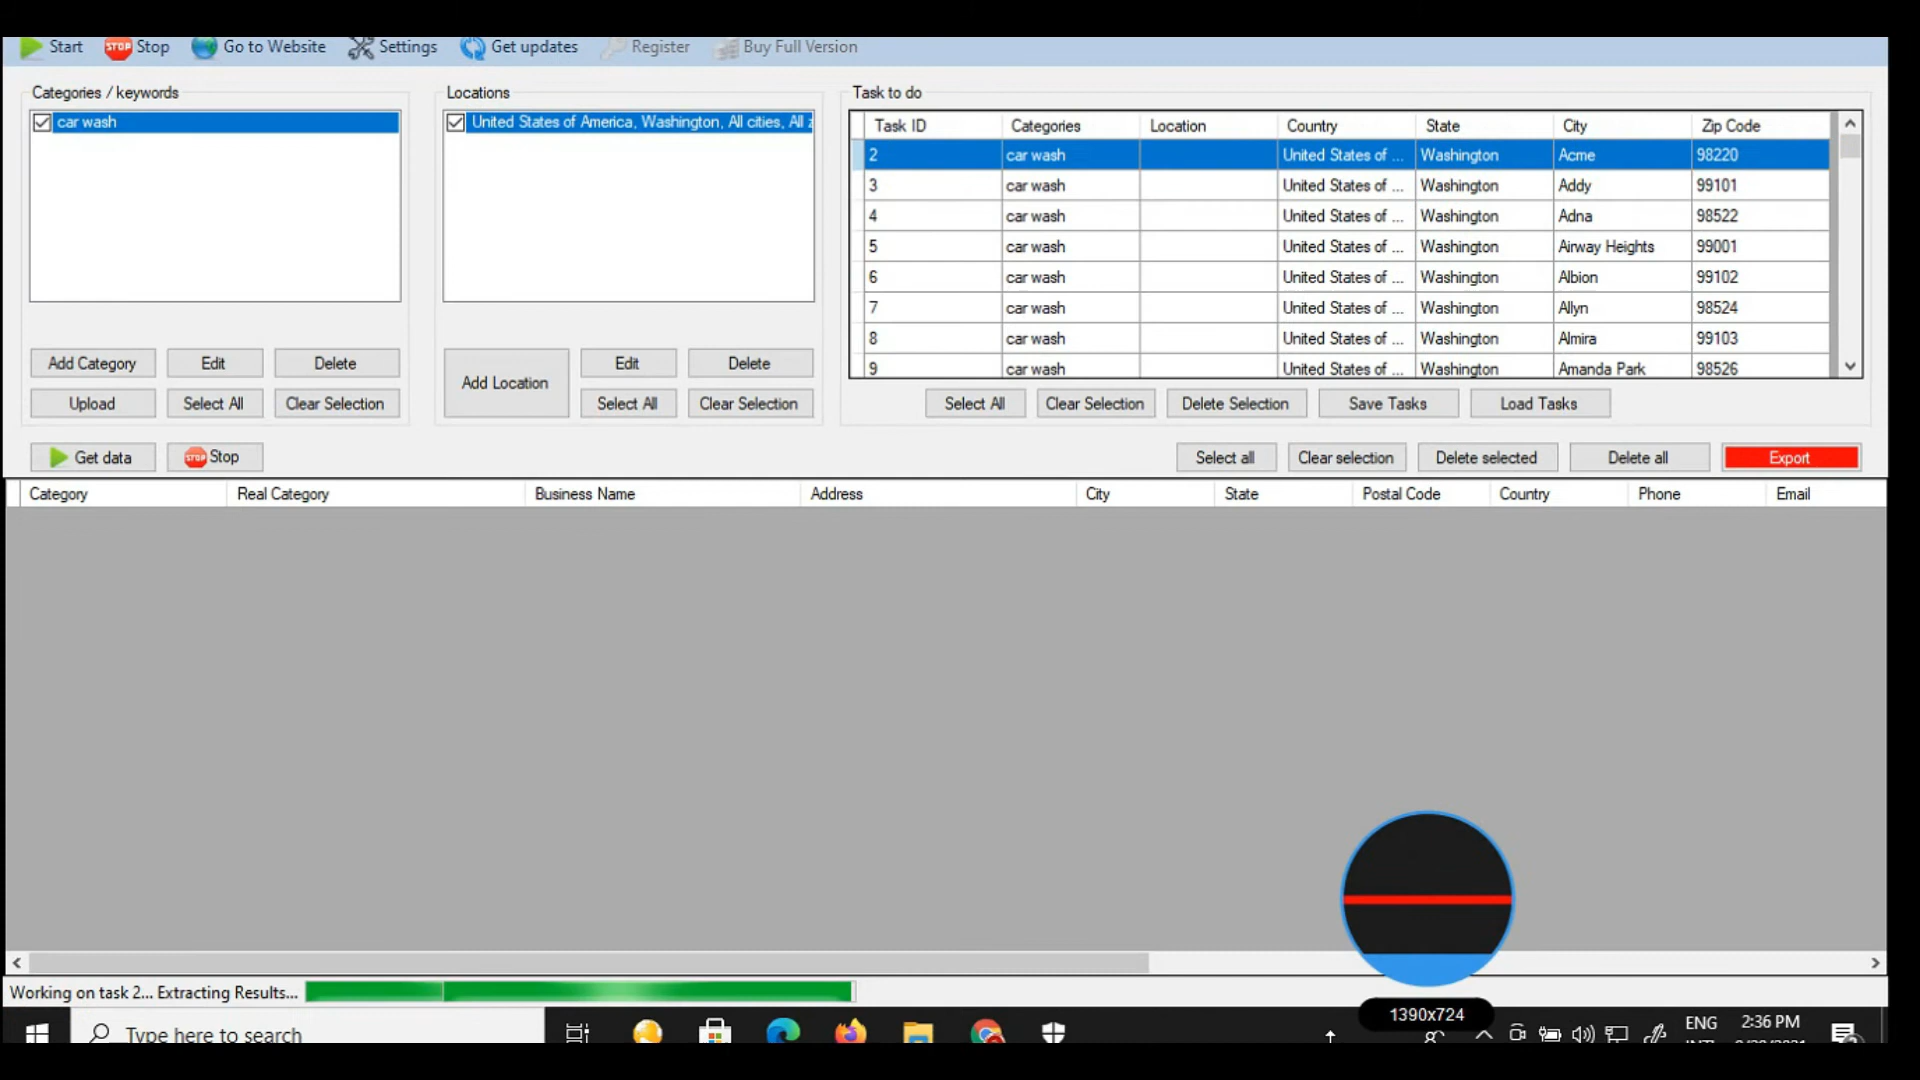 Start Stop Go to Website Settings Get updates Register Buy Full Version
Categories / keywords
car wash
Add Category Edit Delete
Upload Select All Clear Selection
Locations
United States of America, Washington, All cities, All
Add Location Edit Delete
Select All Clear Selection
Task to do
Task ID Categories Location Country State City Zip Code
2 car wash United States of ... Washington Acme 98220
3 car wash United States of ... Washington Addy 99101
4 car wash United States of ... Washington Adna 98522
5 car wash United States of ... Washington Airway Heights 99001
6 car wash United States of ... Washington Albion 99102
7 car wash United States of ... Washington Allyn 98524
8 car wash United States of ... Washington Almira 99103
9 car wash United States of ... Washington Amanda Park 98526
Select All Clear Selection Delete Selection Save Tasks Load Tasks
Get data STOP Stop Select all Clear selection Delete selected Delete all Export
Category Real Category Business Name Address City State Postal Code Country Phone Email
Working on task 2... Extracting Results...
1390x724
Type here to search
ENG 2:36 PM